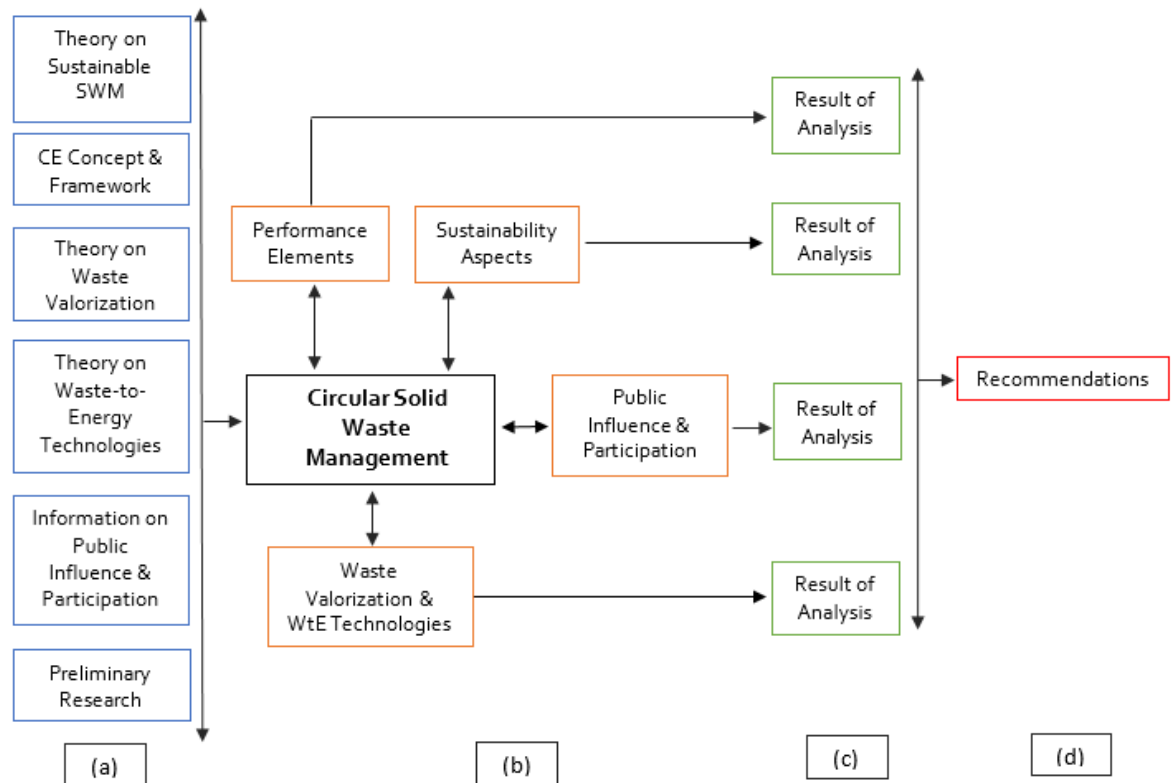 Theory on
Sustainable
SWM
CE Concept &
Framework
Theory on
Waste
Valorization
Theory on
Waste-to-
Energy
Technologies
Information on
Public
Influence &
Participation
Preliminary
Research
(a)
Performance
Elements
Sustainability
Aspects
Circular Solid
Waste
Management
Public
Influence &
Participation
Waste
Valorization &
WtE Technologies
(b)
Result of
Analysis
Result of
Analysis
Result of
Analysis
Result of
Analysis
(c)
Recommendations
(d)